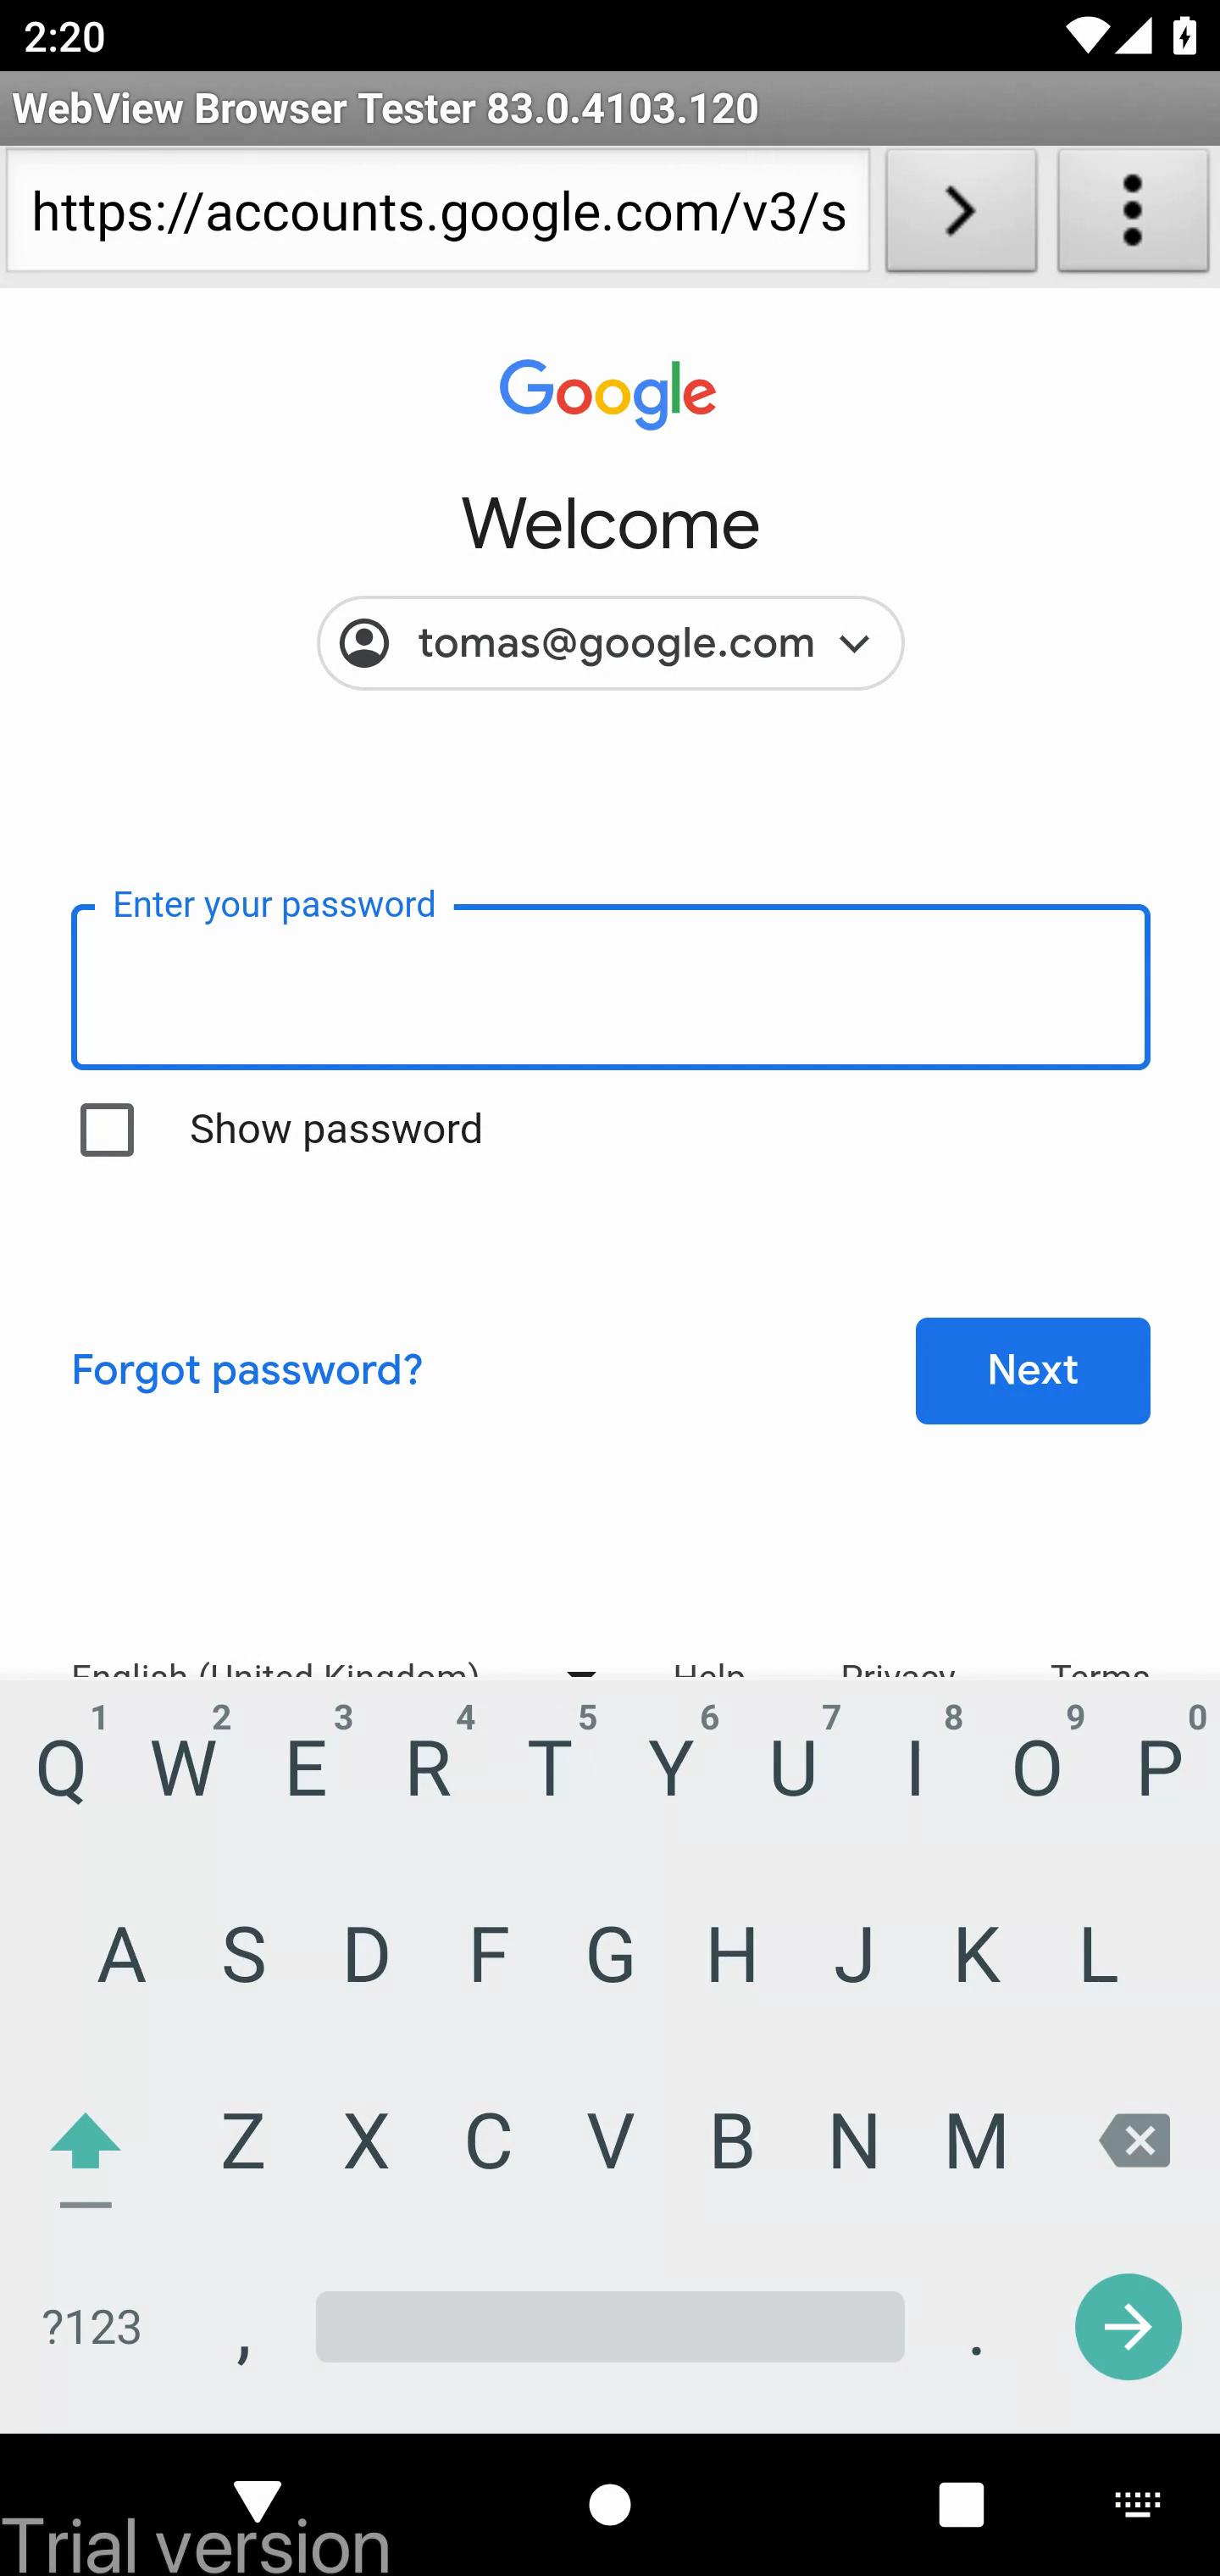 2:20
WebView Browser Tester 83.0.4103.120
https://accounts.google.com/v3/s
Google
Welcome
tomas@google.com
Enter your password
Show password
Forgot password?
Next
English (United Kingdom) Help Privacy Terms
1 2 3 4 5 6 7 8 9 0
Q W E R T Y U I O P
A S D F G H J K L
Z X C V B N M
?123 , .
Trial version